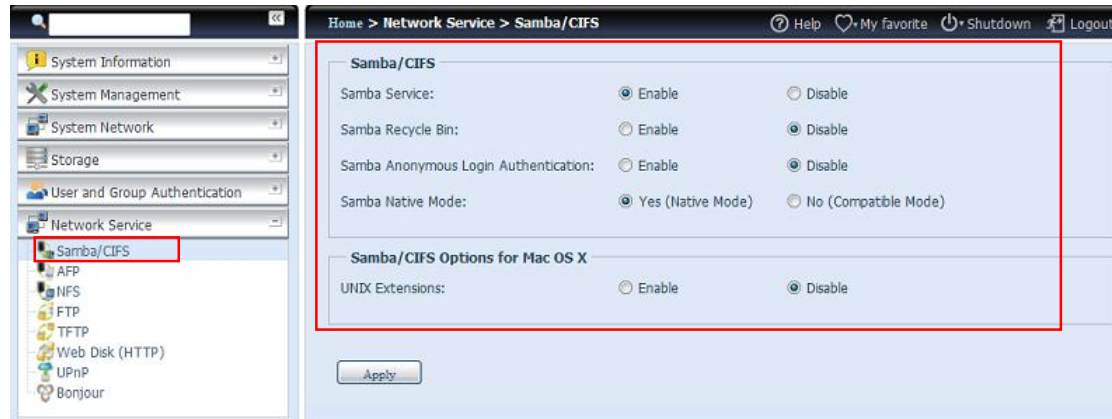 Home > Network Service > Samba/CIFS
Help My favorite Shutdown Logout
System Information
System Management
System Network
Storage
User and Group Authentication
Network Service
Samba/CIFS
AFP
NFS
FTP
TFTP
Web Disk (HTTP)
UPnP
Bonjour
Samba/CIFS
Samba Service: Enable Disable
Samba Recycle Bin: Enable Disable
Samba Anonymous Login Authentication: Enable Disable
Samba Native Mode: Yes (Native Mode) No (Compatible Mode)
Samba/CIFS Options for Mac OS X
UNIX Extensions: Enable Disable
Apply